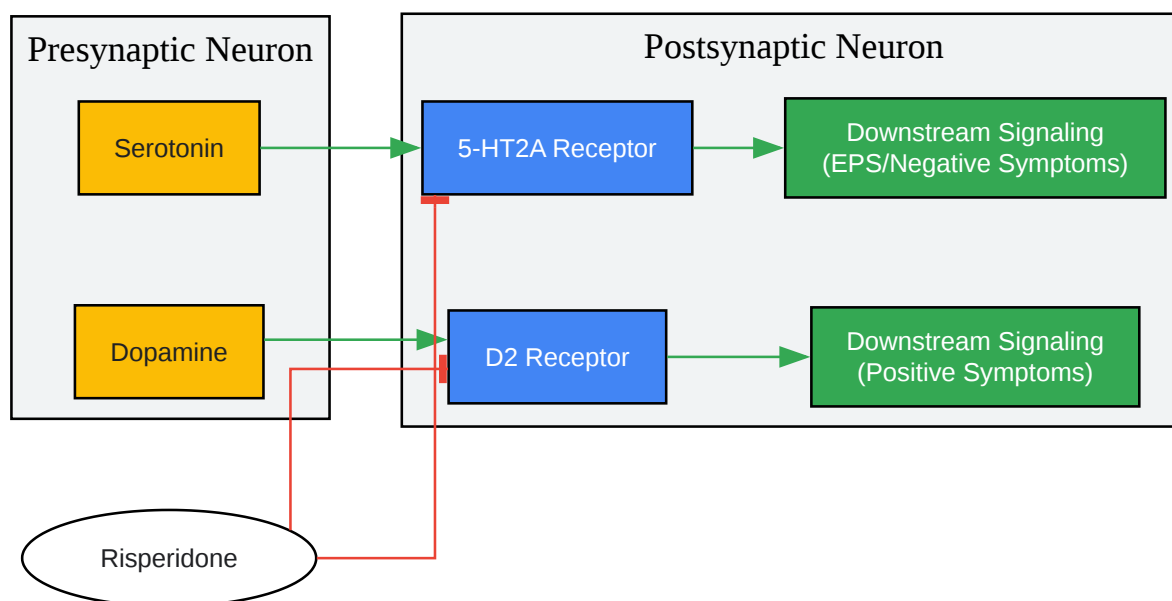 Presynaptic Neuron
Postsynaptic Neuron
Serotonin
5-HT2A Receptor
Downstream Signaling
(EPS/Negative Symptoms)
Dopamine
D2 Receptor
Downstream Signaling
(Positive Symptoms)
Risperidone